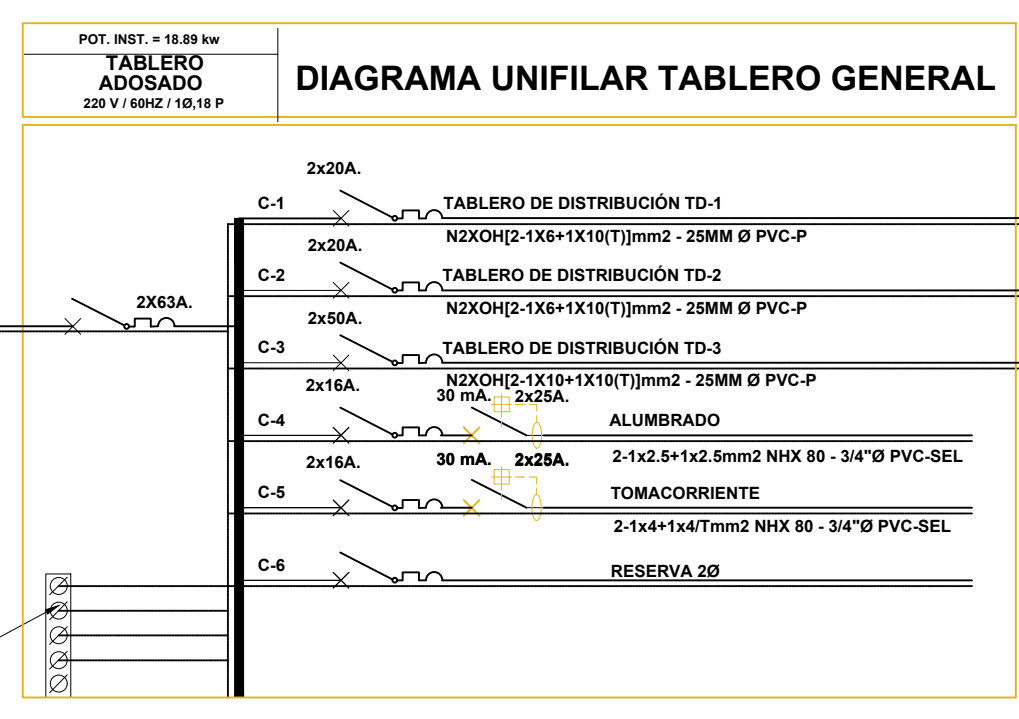 POT. INST. = 18.89 kw
TABLERO
ADOSADO
220 V / 60HZ / 1Ø,18 P
DIAGRAMA UNIFILAR TABLERO GENERAL
2x20A.
C-1
TABLERO DE DISTRIBUCIÓN TD-1
N2XOH[2-1X6+1X10(T)]mm2 - 25MM Ø PVC-P
2x20A.
C-2
TABLERO DE DISTRIBUCIÓN TD-2
N2XOH[2-1X6+1X10(T)]mm2 - 25MM Ø PVC-P
2X63A.
2x50A.
C-3
TABLERO DE DISTRIBUCIÓN TD-3
N2XOH[2-1X10+1X10(T)]mm2 - 25MM Ø PVC-P
2x16A.
30 mA.
2x25A.
C-4
ALUMBRADO
2-1x2.5+1x2.5mm2 NHX 80 - 3/4"Ø PVC-SEL
2x16A.
30 mA.
2x25A.
C-5
TOMACORRIENTE
2-1x4+1x4/Tmm2 NHX 80 - 3/4"Ø PVC-SEL
C-6
RESERVA 2Ø